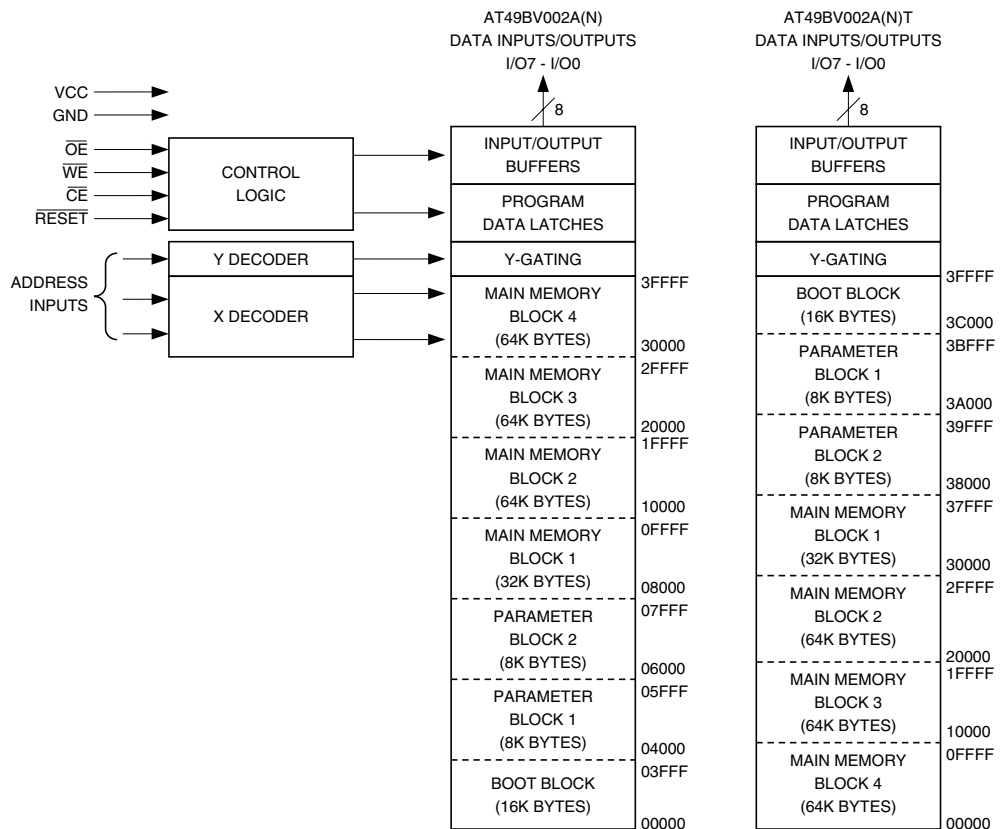 AT49BV002A(N)
DATA INPUTS/OUTPUTS
I/O7 - I/O0
8
AT49BV002A(N)T
DATA INPUTS/OUTPUTS
I/O7 - I/O0
8
VCC
GND
OE
WE
CE
RESET
CONTROL
LOGIC
ADDRESS
INPUTS
Y DECODER
X DECODER
INPUT/OUTPUT
BUFFERS
PROGRAM
DATA LATCHES
Y-GATING
3FFFF
MAIN MEMORY
BLOCK 4
(64K BYTES)
30000
2FFFF
MAIN MEMORY
BLOCK 3
(64K BYTES)
20000
1FFFF
MAIN MEMORY
BLOCK 2
(64K BYTES)
10000
0FFFF
MAIN MEMORY
BLOCK 1
(32K BYTES)
08000
07FFF
PARAMETER
BLOCK 2
(8K BYTES)
06000
05FFF
PARAMETER
BLOCK 1
(8K BYTES)
04000
03FFF
BOOT BLOCK
(16K BYTES)
00000
INPUT/OUTPUT
BUFFERS
PROGRAM
DATA LATCHES
Y-GATING
3FFFF
BOOT BLOCK
(16K BYTES)
3C000
3BFFF
PARAMETER
BLOCK 1
(8K BYTES)
3A000
39FFF
PARAMETER
BLOCK 2
(8K BYTES)
38000
37FFF
MAIN MEMORY
BLOCK 1
(32K BYTES)
30000
2FFFF
MAIN MEMORY
BLOCK 2
(64K BYTES)
20000
1FFFF
MAIN MEMORY
BLOCK 3
(64K BYTES)
10000
0FFFF
MAIN MEMORY
BLOCK 4
(64K BYTES)
00000